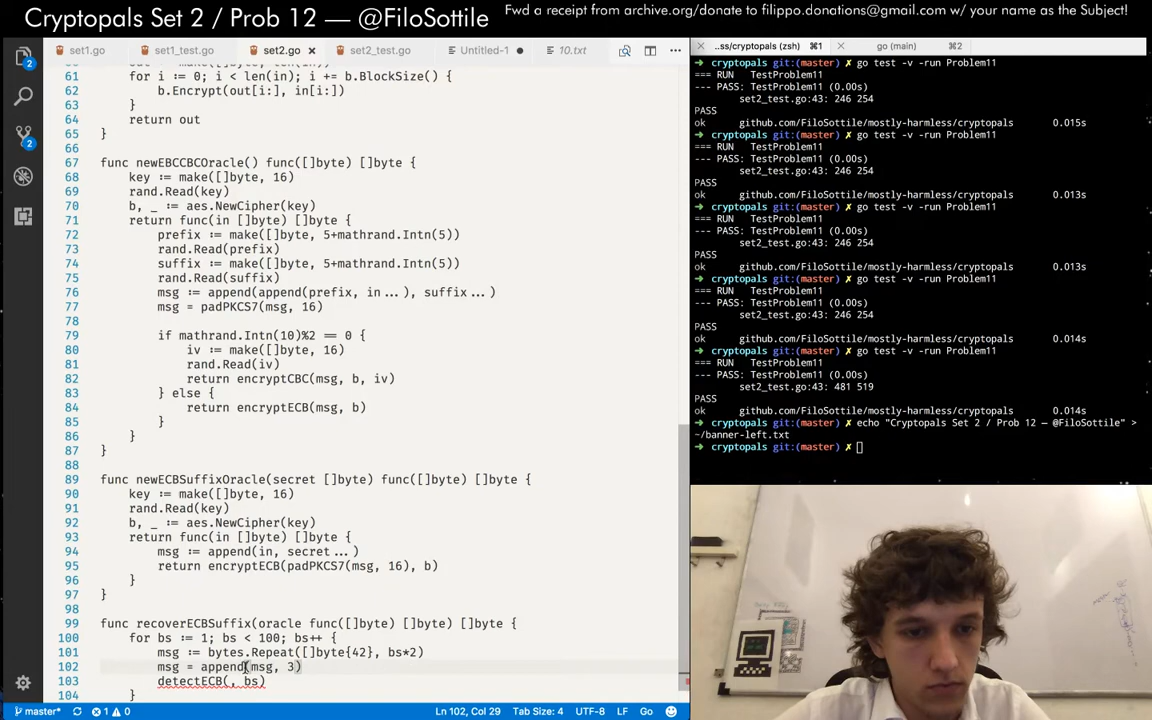 Cryptopals Set 2 / Prob 12 — @FiloSottile
Fwd a receipt from archive.org/donate to filippo.donations@gmail.com w/ your name as the Subject!
set1.go
set1_test.go
set2.go
set2_test.go
Untitled-1
10.txt
61 for i := 0; i < len(in); i += b.BlockSize() {
62 b.Encrypt(out[i:], in[i:])
63 }
64 return out
65 }
66
67 func newEBCCBCOracle() func([]byte) []byte {
68 key := make([]byte, 16)
69 rand.Read(key)
70 b, _ := aes.NewCipher(key)
71 return func(in []byte) []byte {
72 prefix := make([]byte, 5+mathrand.Intn(5))
73 rand.Read(prefix)
74 suffix := make([]byte, 5+mathrand.Intn(5))
75 rand.Read(suffix)
76 msg := append(append(prefix, in...), suffix...)
77 msg = padPKCS7(msg, 16)
78
79 if mathrand.Intn(10)%2 == 0 {
80 iv := make([]byte, 16)
81 rand.Read(iv)
82 return encryptCBC(msg, b, iv)
83 } else {
84 return encryptECB(msg, b)
85 }
86 }
87 }
88
89 func newECBSuffixOracle(secret []byte) func([]byte) []byte {
90 key := make([]byte, 16)
91 rand.Read(key)
92 b, _ := aes.NewCipher(key)
93 return func(in []byte) []byte {
94 msg := append(in, secret...)
95 return encryptECB(padPKCS7(msg, 16), b)
96 }
97 }
98
99 func recoverECBSuffix(oracle func([]byte) []byte) []byte {
100 for bs := 1; bs < 100; bs++ {
101 msg := bytes.Repeat([]byte{42}, bs*2)
102 msg = append(msg, 3)
103 detectECB(, bs)
104 }
master*
1 0
Ln 102, Col 29
Tab Size: 4
UTF-8
LF
Go
..ss/cryptopals (zsh) ⌘1
go (main) ⌘2
➜ cryptopals git:(master) ✗ go test -v -run Problem11
=== RUN TestProblem11
--- PASS: TestProblem11 (0.00s)
set2_test.go:43: 246 254
PASS
ok github.com/FiloSottile/mostly-harmless/cryptopals 0.015s
➜ cryptopals git:(master) ✗ go test -v -run Problem11
=== RUN TestProblem11
--- PASS: TestProblem11 (0.00s)
set2_test.go:43: 246 254
PASS
ok github.com/FiloSottile/mostly-harmless/cryptopals 0.013s
➜ cryptopals git:(master) ✗ go test -v -run Problem11
=== RUN TestProblem11
--- PASS: TestProblem11 (0.00s)
set2_test.go:43: 246 254
PASS
ok github.com/FiloSottile/mostly-harmless/cryptopals 0.013s
➜ cryptopals git:(master) ✗ go test -v -run Problem11
=== RUN TestProblem11
--- PASS: TestProblem11 (0.00s)
set2_test.go:43: 246 254
PASS
ok github.com/FiloSottile/mostly-harmless/cryptopals 0.014s
➜ cryptopals git:(master) ✗ go test -v -run Problem11
=== RUN TestProblem11
--- PASS: TestProblem11 (0.00s)
set2_test.go:43: 481 519
PASS
ok github.com/FiloSottile/mostly-harmless/cryptopals 0.014s
➜ cryptopals git:(master) ✗ echo "Cryptopals Set 2 / Prob 12 — @FiloSottile" >
~/banner-left.txt
➜ cryptopals git:(master) ✗